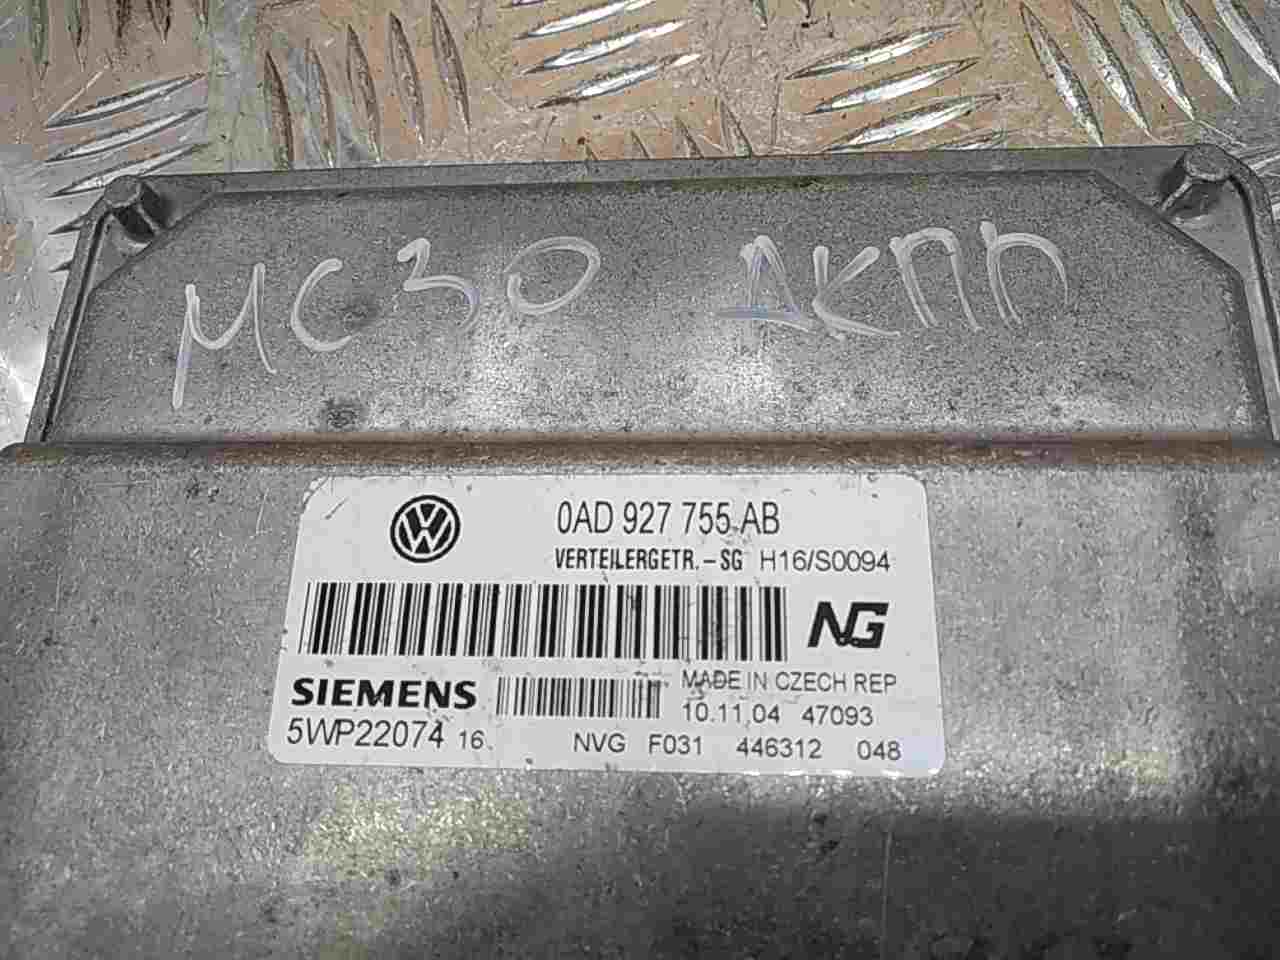 МС30 АКПП
0AD 927 755 AB
VERTEILERGETR.-SG H16/S0094
NG
SIEMENS
MADE IN CZECH REP
10.11.04 47093
5WP22074 16.
NVG F031 446312 048